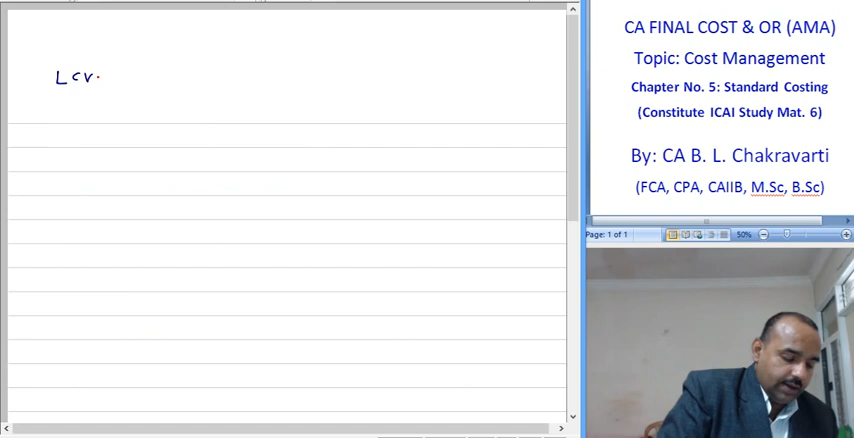 LCV
CA FINAL COST & OR (AMA)
Topic: Cost Management
Chapter No. 5: Standard Costing
(Constitute ICAI Study Mat. 6)
By: CA B. L. Chakravarti
(FCA, CPA, CAIIB, M.Sc, B.Sc)
Page: 1 of 1
50%